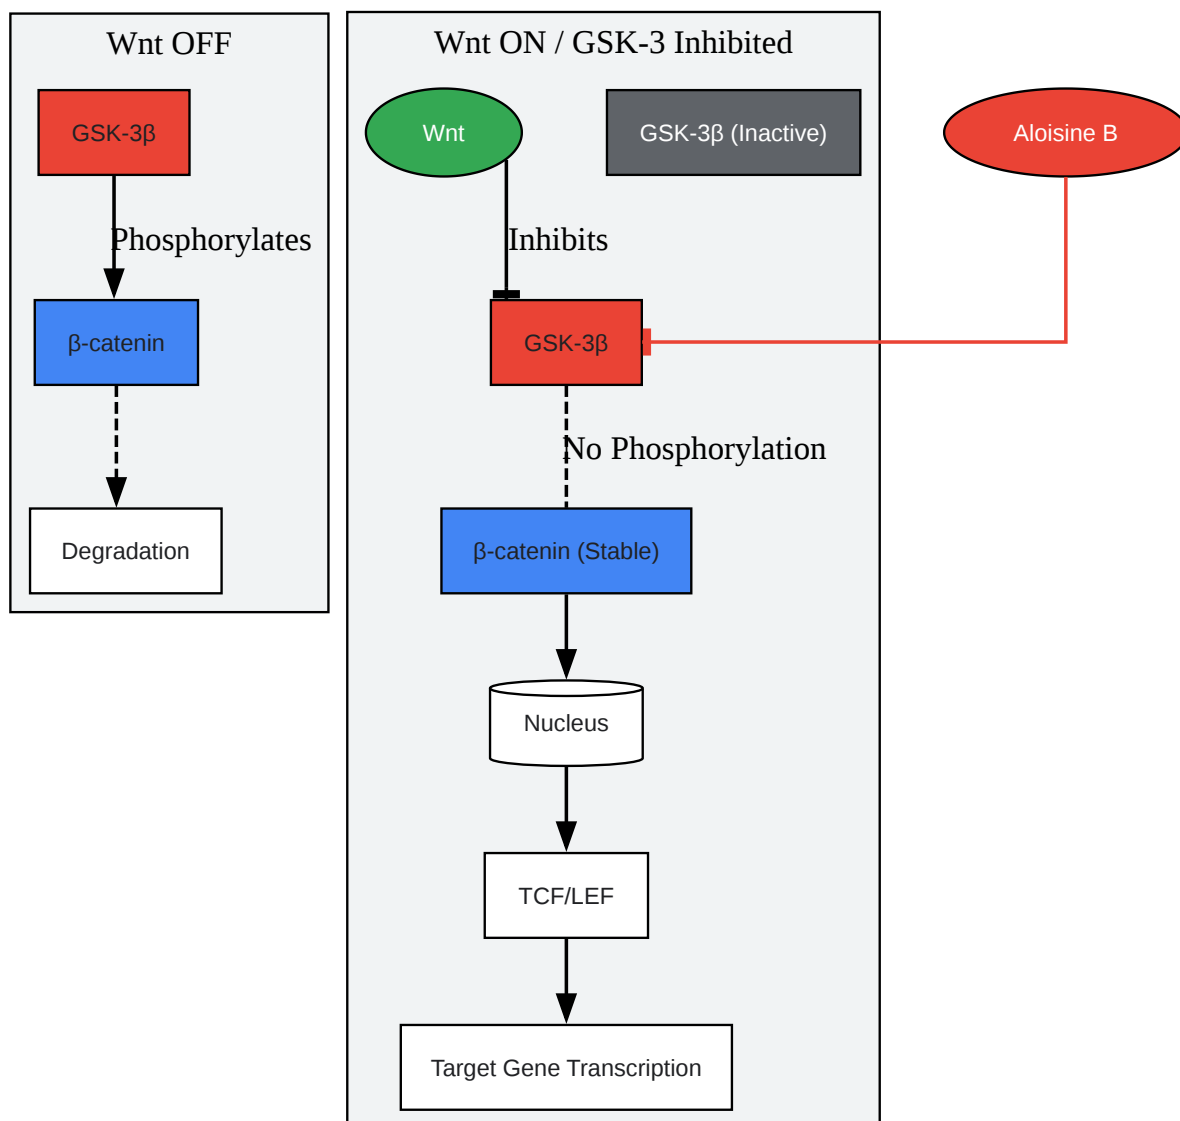 Wnt OFF
GSK-3β
Phosphorylates
β-catenin
Degradation
Wnt ON / GSK-3 Inhibited
Wnt
GSK-3β (Inactive)
Inhibits
GSK-3β
No Phosphorylation
β-catenin (Stable)
Nucleus
TCF/LEF
Target Gene Transcription
Aloisine B